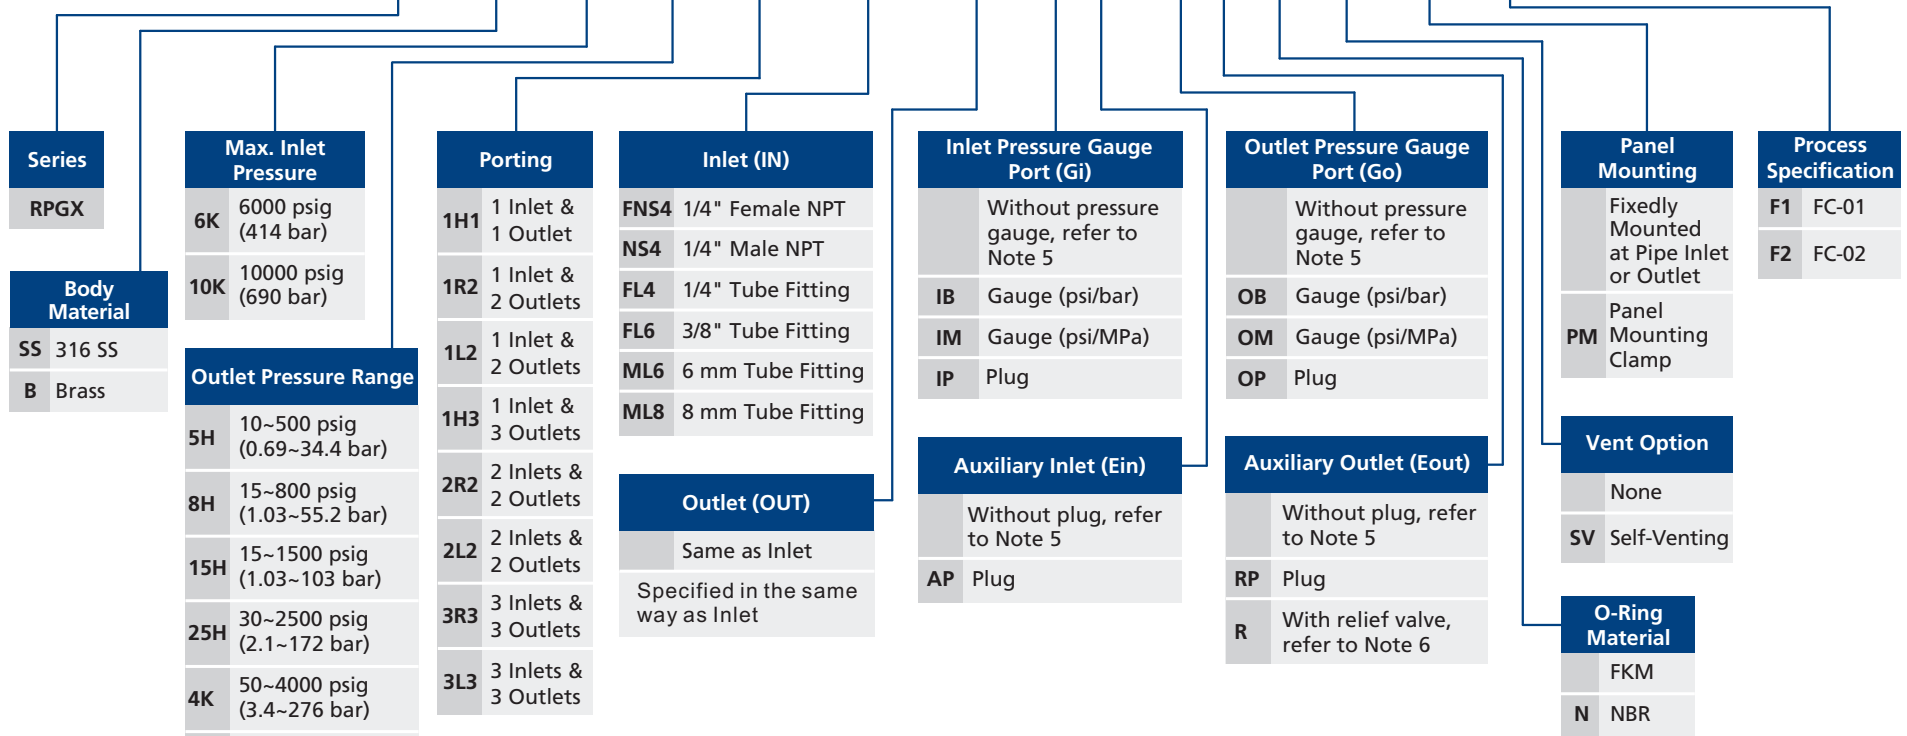 Series
RPGX
Body
Material
SS 316 SS
B Brass
Max. Inlet
Pressure
6K 6000 psig
(414 bar)
10K 10000 psig
(690 bar)
Outlet Pressure Range
5H 10~500 psig
(0.69~34.4 bar)
8H 15~800 psig
(1.03~55.2 bar)
15H 15~1500 psig
(1.03~103 bar)
25H 30~2500 psig
(2.1~172 bar)
4K 50~4000 psig
(3.4~276 bar)
Porting
1H1 1 Inlet &
1 Outlet
1R2 1 Inlet &
2 Outlets
1L2 1 Inlet &
2 Outlets
1H3 1 Inlet &
3 Outlets
2R2 2 Inlets &
2 Outlets
2L2 2 Inlets &
2 Outlets
3R3 3 Inlets &
3 Outlets
3L3 3 Inlets &
3 Outlets
Inlet (IN)
FNS4 1/4" Female NPT
NS4 1/4" Male NPT
FL4 1/4" Tube Fitting
FL6 3/8" Tube Fitting
ML6 6 mm Tube Fitting
ML8 8 mm Tube Fitting
Outlet (OUT)
Same as Inlet
Specified in the same
way as Inlet
Inlet Pressure Gauge
Port (Gi)
Without pressure
gauge, refer to
Note 5
IB Gauge (psi/bar)
IM Gauge (psi/MPa)
IP Plug
Auxiliary Inlet (Ein)
Without plug, refer
to Note 5
AP Plug
Outlet Pressure Gauge
Port (Go)
Without pressure
gauge, refer to
Note 5
OB Gauge (psi/bar)
OM Gauge (psi/MPa)
OP Plug
Auxiliary Outlet (Eout)
Without plug, refer
to Note 5
RP Plug
R With relief valve,
refer to Note 6
Panel
Mounting
Fixedly
Mounted
at Pipe Inlet
or Outlet
PM Panel
Mounting
Clamp
Vent Option
None
SV Self-Venting
O-Ring
Material
FKM
N NBR
Process
Specification
F1 FC-01
F2 FC-02